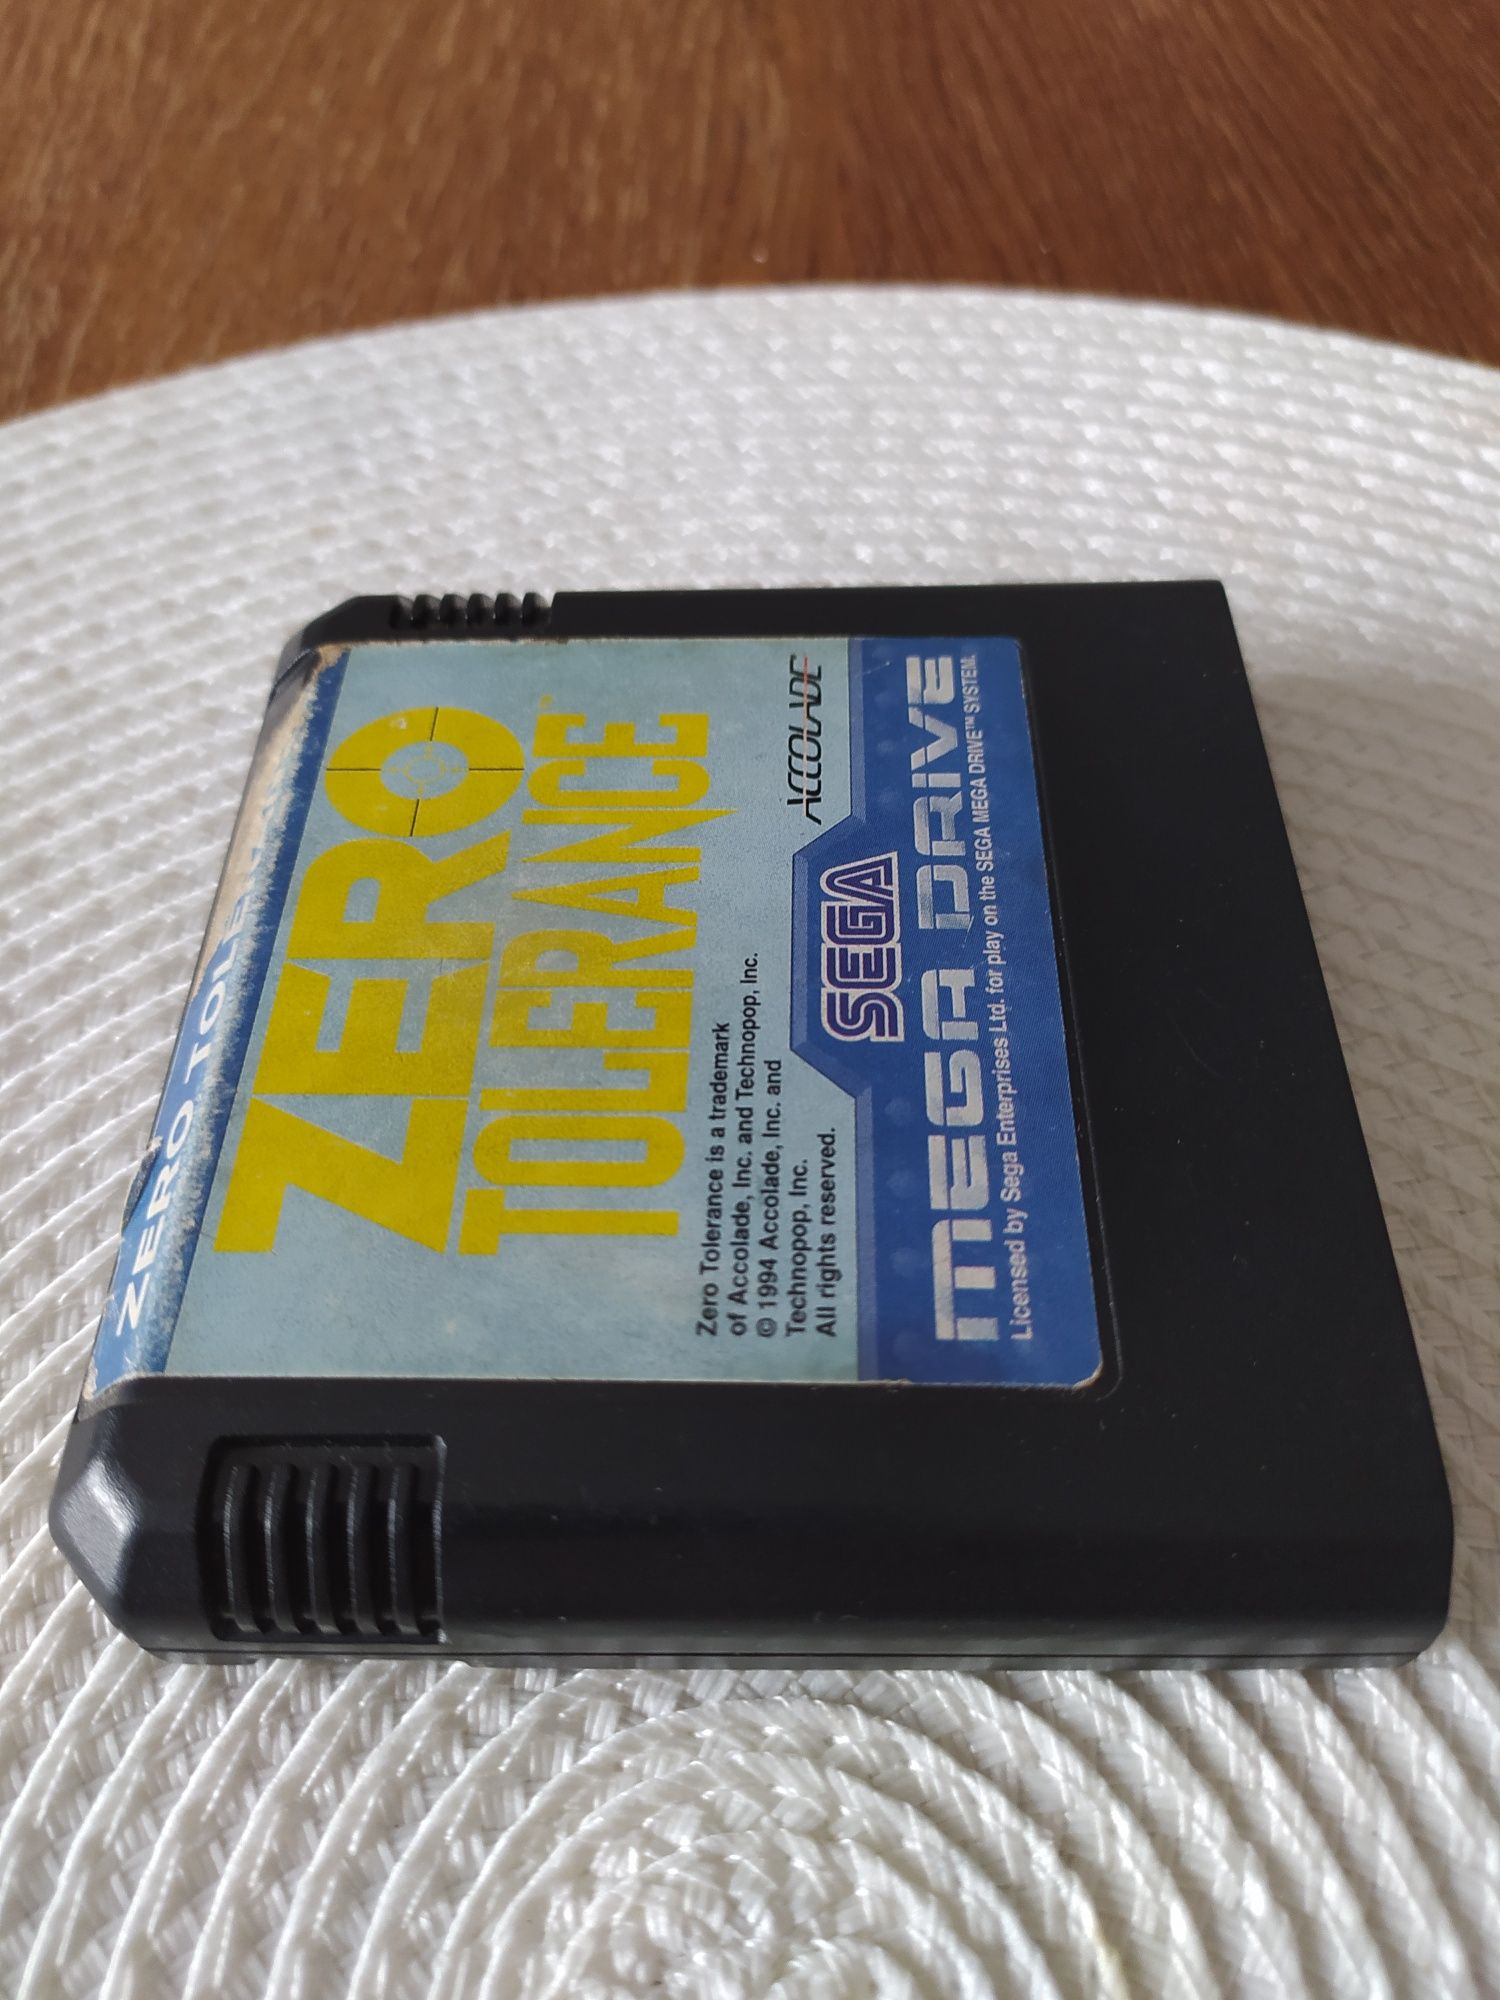 ZERO TOLERANCE
ZERO
TOLERANCE™
Zero Tolerance is a trademark
of Accolade, Inc. and Technopop, Inc.
© 1994 Accolade, Inc. and
Technopop, Inc.
All rights reserved.
ACCOLADE
SEGA
MEGA DRIVE
Licensed by Sega Enterprises Ltd. for play on the SEGA MEGA DRIVE™ SYSTEM.